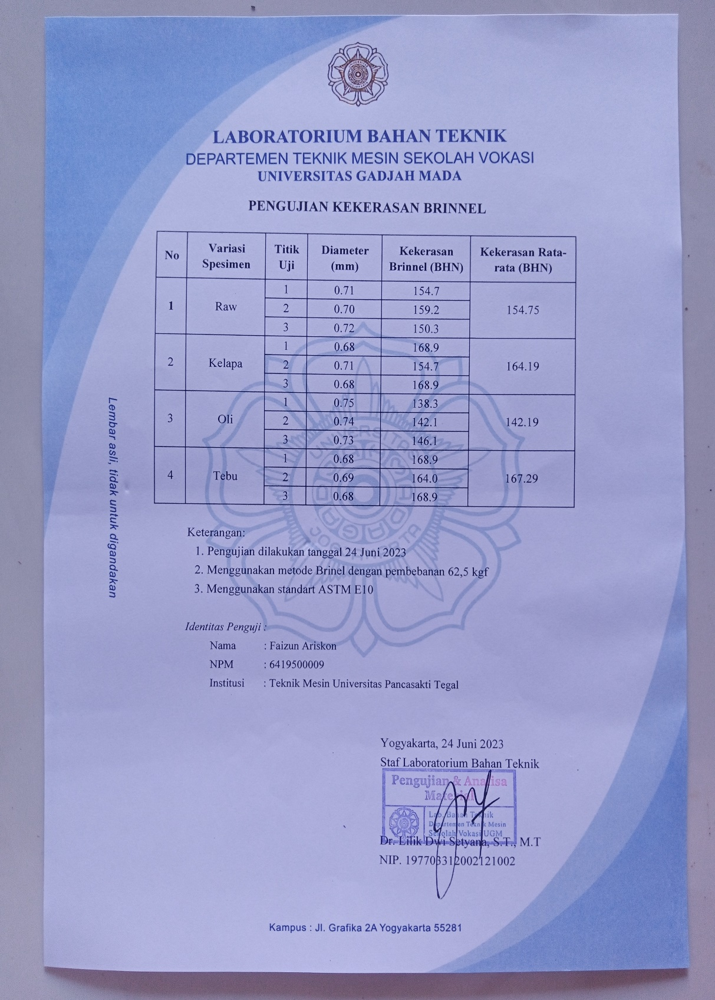 LABORATORIUM BAHAN TEKNIK
DEPARTEMEN TEKNIK MESIN SEKOLAH VOKASI
UNIVERSITAS GADJAH MADA
PENGUJIAN KEKERASAN BRINNEL
No Variasi Spesimen Titik Uji Diameter (mm) Kekerasan Brinnel (BHN) Kekerasan Rata-rata (BHN)
1 Raw 1 0.71 154.7 154.75
2 0.70 159.2
3 0.72 150.3
2 Kelapa 1 0.68 168.9 164.19
2 0.71 154.7
3 0.68 168.9
3 Oli 1 0.75 138.3 142.19
2 0.74 142.1
3 0.73 146.1
4 Tebu 1 0.68 168.9 167.29
2 0.69 164.0
3 0.68 168.9
Lembar asli, tidak untuk digandakan
Keterangan:
1. Pengujian dilakukan tanggal 24 Juni 2023
2. Menggunakan metode Brinel dengan pembebanan 62,5 kgf
3. Menggunakan standart ASTM E10
Identitas Penguji :
Nama : Faizun Ariskon
NPM : 6419500009
Institusi : Teknik Mesin Universitas Pancasakti Tegal
Yogyakarta, 24 Juni 2023
Staf Laboratorium Bahan Teknik
Pengujian & Analisa
Material
Lab. Bahan Teknik
Departemen Teknik Mesin
Sekolah Vokasi UGM
Dr. Lilik Dwi Setyana, S.T., M.T
NIP. 197703312002121002
Kampus : Jl. Grafika 2A Yogyakarta 55281